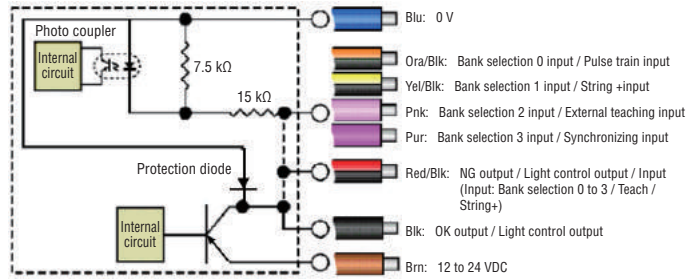 Blu: 0 V
Photo coupler
Internal
circuit
7.5 kΩ
Ora/Blk: Bank selection 0 input / Pulse train input
Yel/Blk: Bank selection 1 input / String +input
15 kΩ
Pnk: Bank selection 2 input / External teaching input
Pur: Bank selection 3 input / Synchronizing input
Protection diode
Red/Blk: NG output / Light control output / Input
(Input: Bank selection 0 to 3 / Teach /
String+)
Internal
circuit
Blk: OK output / Light control output
Brn: 12 to 24 VDC